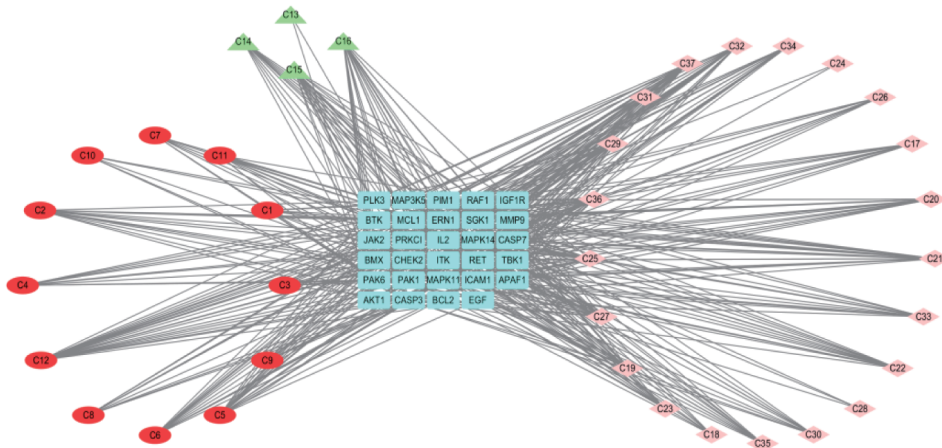 C13
C14
C16
C15
C7
C10
C11
C2
C1
C4
C3
C12
C9
C8
C5
C6
PLK3 MAP3K5 PIM1 RAF1 IGF1R
BTK MCL1 ERN1 SGK1 MMP9
JAK2 PRKCI IL2 MAPK14 CASP7
BMX CHEK2 ITK RET TBK1
PAK6 PAK1 MAPK11 ICAM1 APAF1
AKT1 CASP3 BCL2 EGF
C32
C34
C37
C24
C31
C26
C29
C17
C36
C20
C25
C21
C27
C33
C19
C22
C23
C28
C18
C30
C35